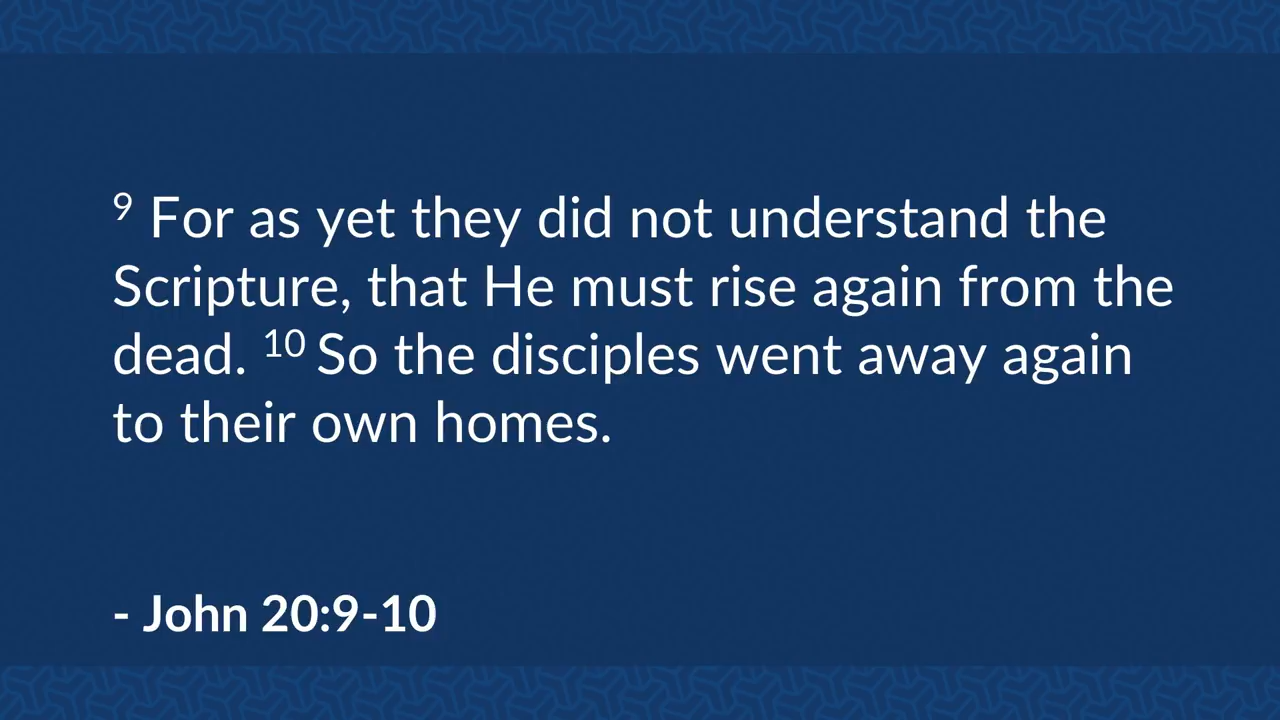 9 For as yet they did not understand the
Scripture, that He must rise again from the
dead. 10 So the disciples went away again
to their own homes.
- John 20:9-10